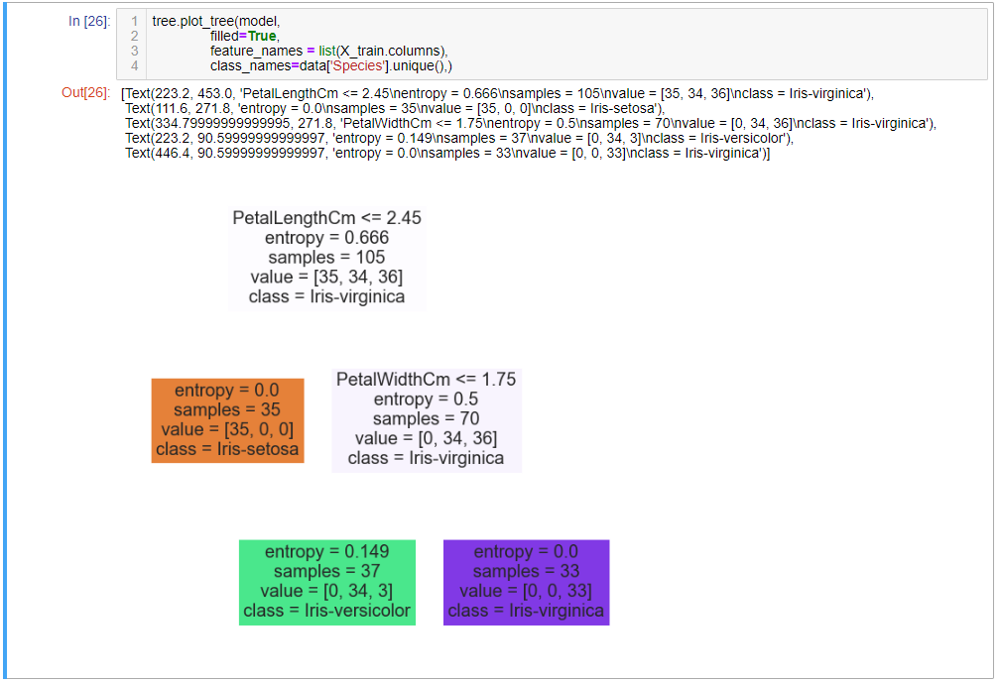 In [26]:
1 tree.plot_tree(model,
2 filled=True,
3 feature_names = list(X_train.columns),
4 class_names=data['Species'].unique(),)
Out[26]:
[Text(223.2, 453.0, 'PetalLengthCm <= 2.45\nentropy = 0.666\nsamples = 105\nvalue = [35, 34, 36]\nclass = Iris-virginica'),
Text(111.6, 271.8, 'entropy = 0.0\nsamples = 35\nvalue = [35, 0, 0]\nclass = Iris-setosa'),
Text(334.79999999999995, 271.8, 'PetalWidthCm <= 1.75\nentropy = 0.5\nsamples = 70\nvalue = [0, 34, 36]\nclass = Iris-virginica'),
Text(223.2, 90.59999999999997, 'entropy = 0.149\nsamples = 37\nvalue = [0, 34, 3]\nclass = Iris-versicolor'),
Text(446.4, 90.59999999999997, 'entropy = 0.0\nsamples = 33\nvalue = [0, 0, 33]\nclass = Iris-virginica')]
PetalLengthCm <= 2.45
entropy = 0.666
samples = 105
value = [35, 34, 36]
class = Iris-virginica
entropy = 0.0
samples = 35
value = [35, 0, 0]
class = Iris-setosa
PetalWidthCm <= 1.75
entropy = 0.5
samples = 70
value = [0, 34, 36]
class = Iris-virginica
entropy = 0.149
samples = 37
value = [0, 34, 3]
class = Iris-versicolor
entropy = 0.0
samples = 33
value = [0, 0, 33]
class = Iris-virginica